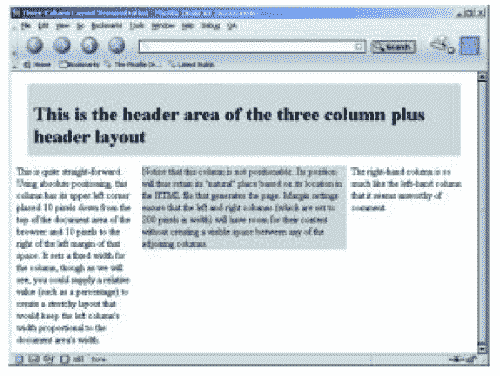 Three Column Layout Demonstration
File Edit View Go Bookmarks Tools Window Help Debug QA
Search
Home Bookmarks The Mozilla Or... Latest Builds
This is the header area of the three column plus
header layout
This is quite straight-forward.
Using absolute positioning, this
column has its upper left corner
placed 10 pixels down from the
top of the document area of the
browser and 10 pixels to the
right of the left margin of that
space. It sets a fixed width for
the column, though as we will
see, you could supply a relative
value (such as a percentage) to
create a stretchy layout that
would keep the left column's
width proportional to the
document area's width.
Notice that this column is not positionable. Its position
will thus retain its "natural" place based on its location in
the HTML file that generates the page. Margin settings
ensure that the left and right columns (which are set to
200 pixels in width) will have room for their content
without creating a visible space between any of the
adjoining columns.
The right-hand column is so
much like the left-hand column
that it seems unworthy of
comment.
Done